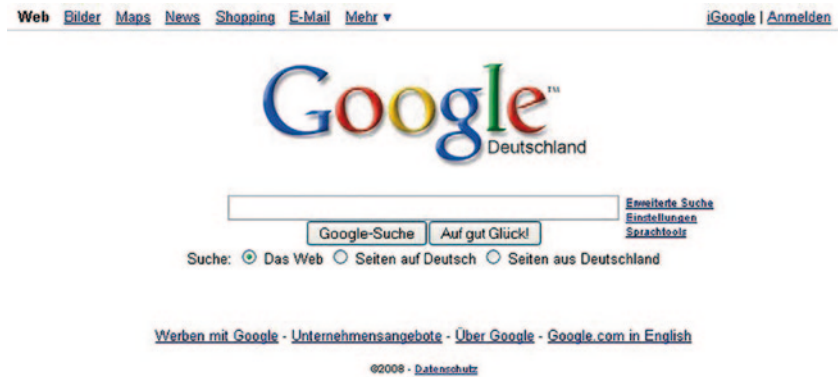 Web Bilder Maps News Shopping E-Mail Mehr ▼ iGoogle | Anmelden
Google™
Deutschland
Erweiterte Suche
Einstellungen
Google-Suche Auf gut Glück! Sprachtools
Suche: Das Web Seiten auf Deutsch Seiten aus Deutschland
Werben mit Google - Unternehmensangebote - Über Google - Google.com in English
©2008 - Datenschutz